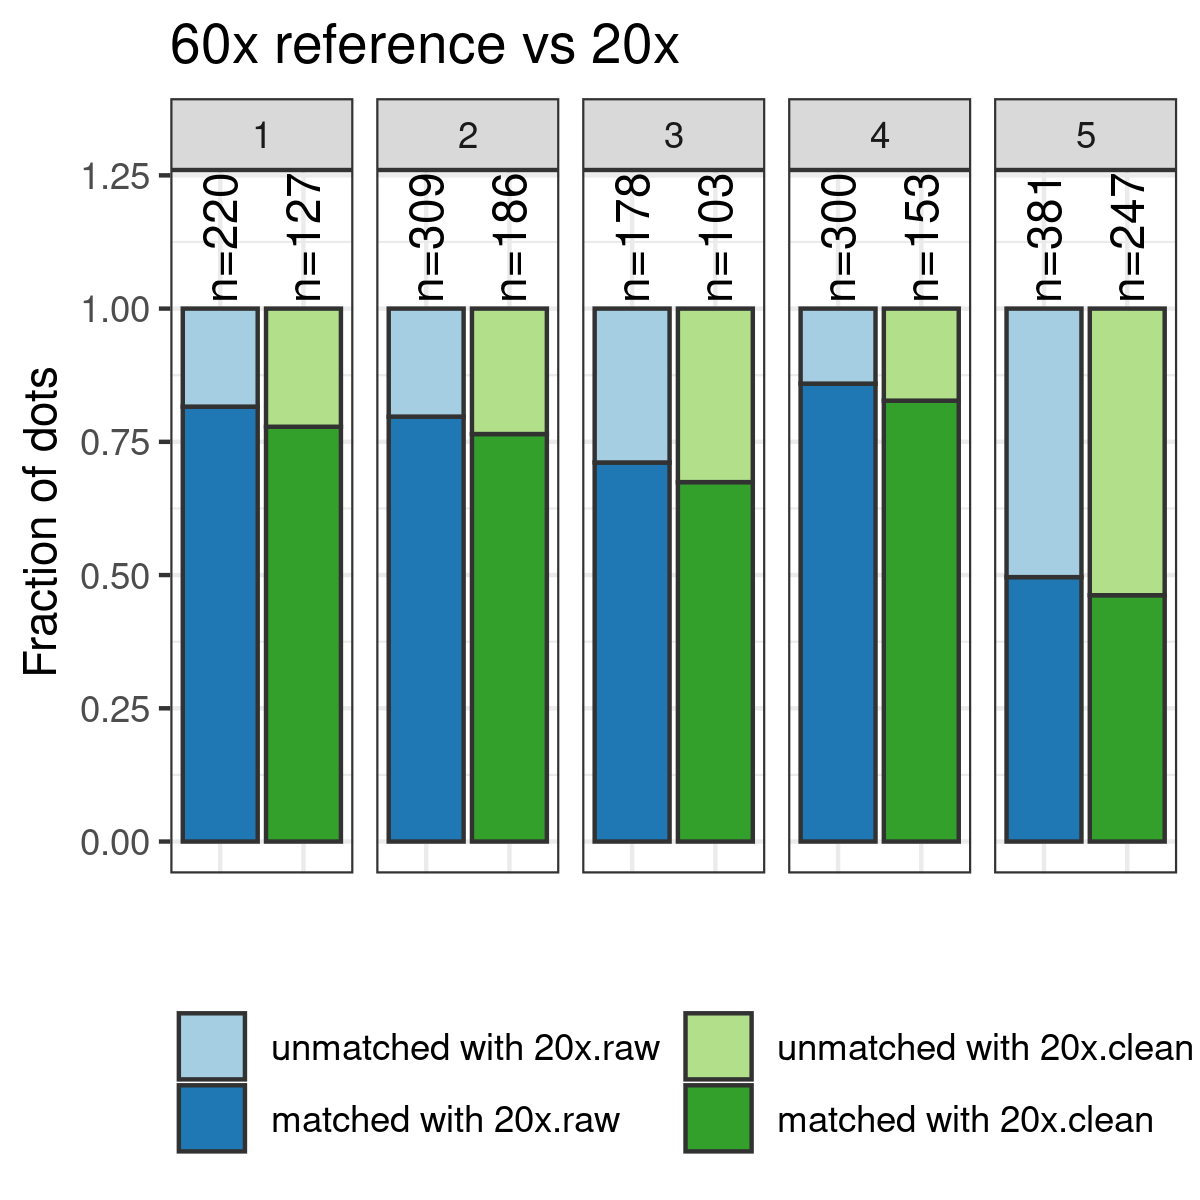 60x reference vs 20x
1 2 3 4 5
n=220 n=127 n=309 n=186 n=178 n=103 n=300 n=153 n=381 n=247
1.25
1.00
0.75
0.50
0.25
0.00
Fraction of dots
unmatched with 20x.raw unmatched with 20x.clean
matched with 20x.raw matched with 20x.clean